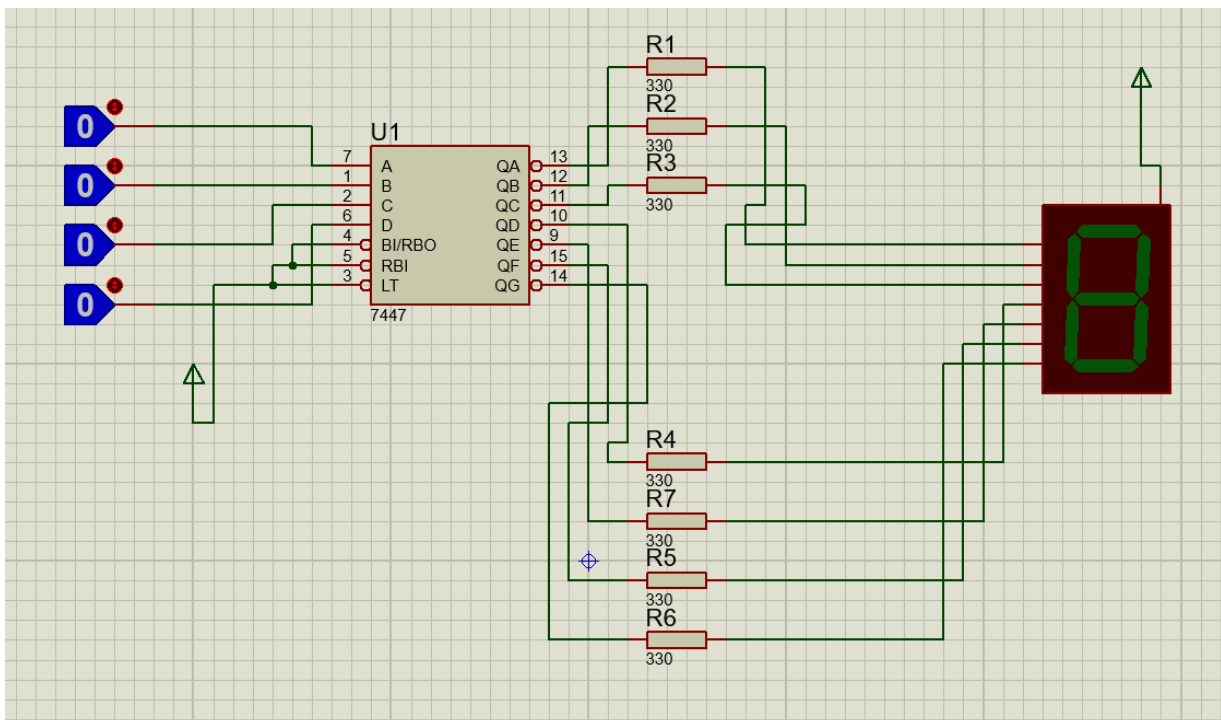 R1
330
R2
330
R3
330
0
0
0
0
U1
7 A QA 13
1 B QB 12
2 C QC 11
6 D QD 10
4 BI/RBO QE 9
5 RBI QF 15
3 LT QG 14
7447
R4
330
R7
330
R5
330
R6
330